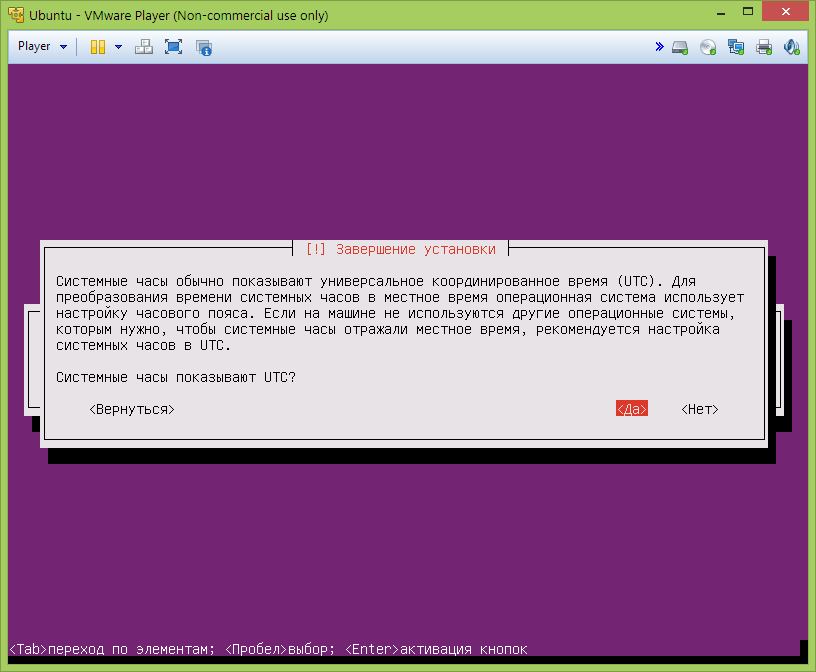 Ubuntu - VMware Player (Non-commercial use only)
Player
[!] Завершение установки
Системные часы обычно показывают универсальное координированное время (UTC). Для
преобразования времени системных часов в местное время операционная система использует
настройку часового пояса. Если на машине не используются другие операционные системы,
которым нужно, чтобы системные часы отражали местное время, рекомендуется настройка
системных часов в UTC.
Системные часы показывают UTC?
<Вернуться> <Да> <Нет>
<Tab>переход по элементам; <Пробел>выбор; <Enter>активация кнопок